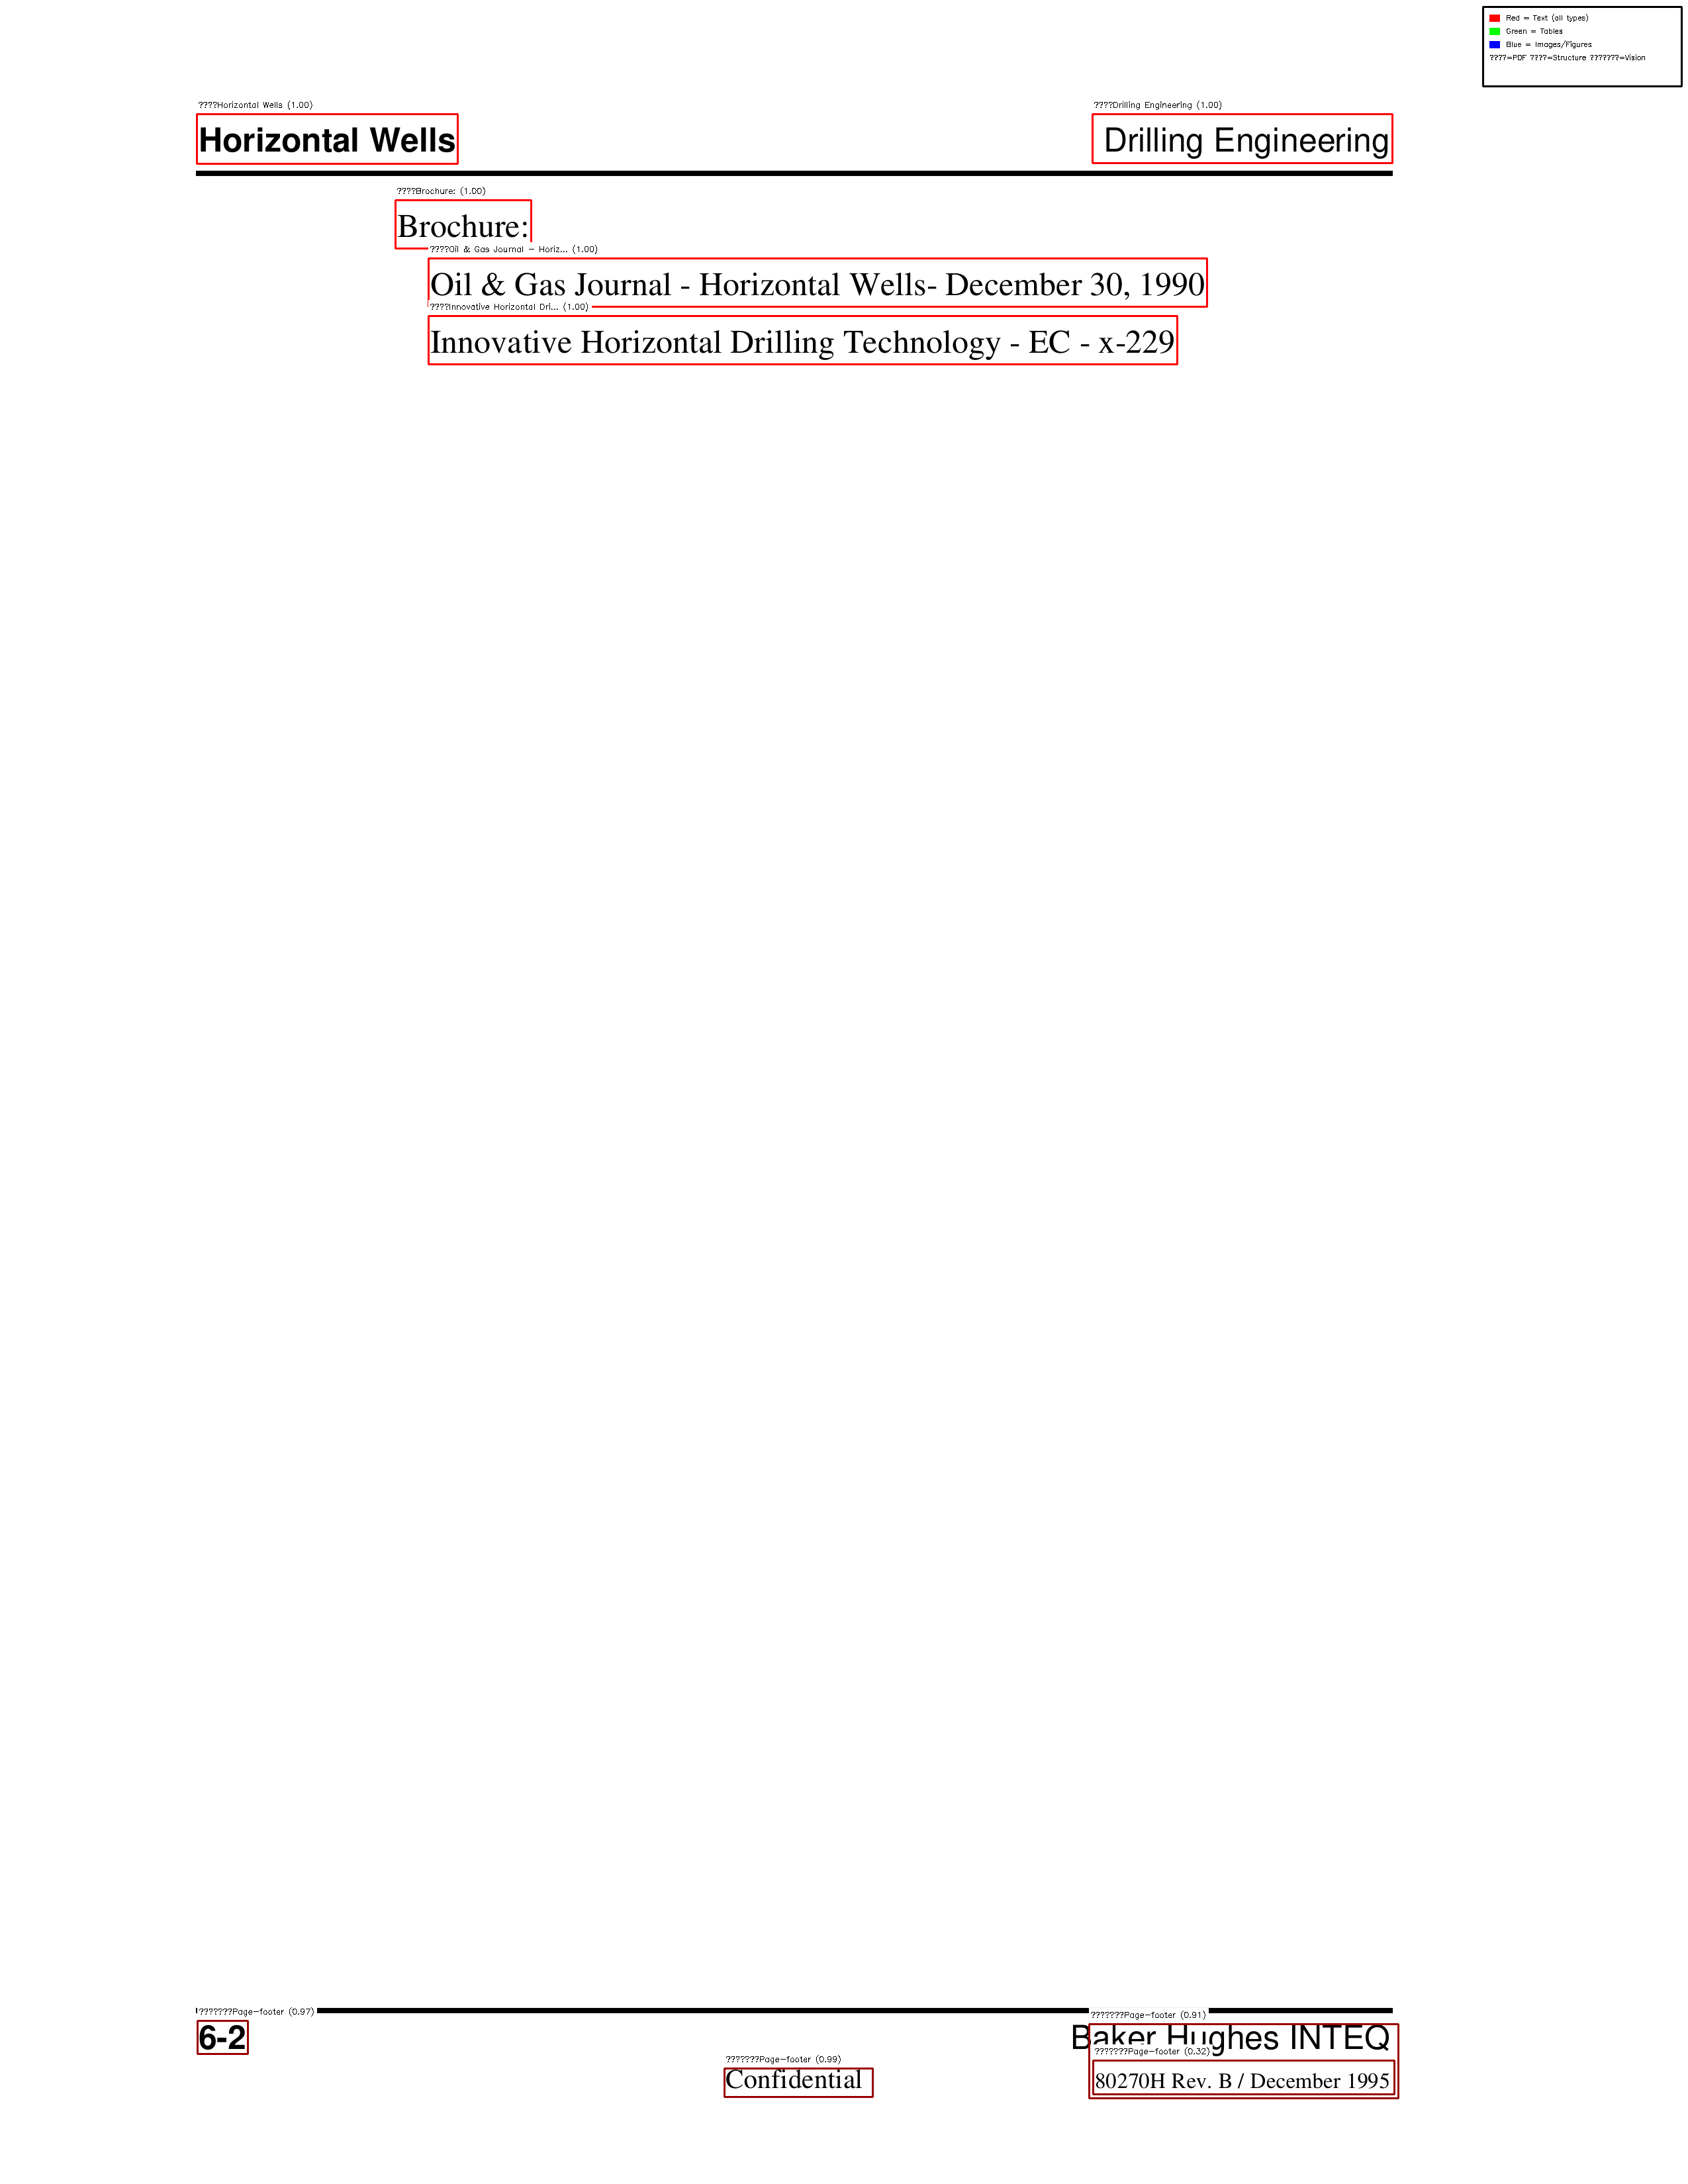 Red = Text (all types)
Green = Tables
Blue = Images/Figures
????=PDF ????=Structure ???????=Vision
????Horizontal Wells (1.00)
????Drilling Engineering (1.00)
Horizontal Wells
Drilling Engineering
????Brochure: (1.00)
Brochure:
????Oil & Gas Journal - Horiz... (1.00)
Oil & Gas Journal - Horizontal Wells- December 30, 1990
????Innovative Horizontal Dri... (1.00)
Innovative Horizontal Drilling Technology - EC - x-229
???????Page-footer (0.97)
???????Page-footer (0.91)
6-2
Baker Hughes INTEQ
???????Page-footer (0.32)
???????Page-footer (0.99)
Confidential
80270H Rev. B / December 1995